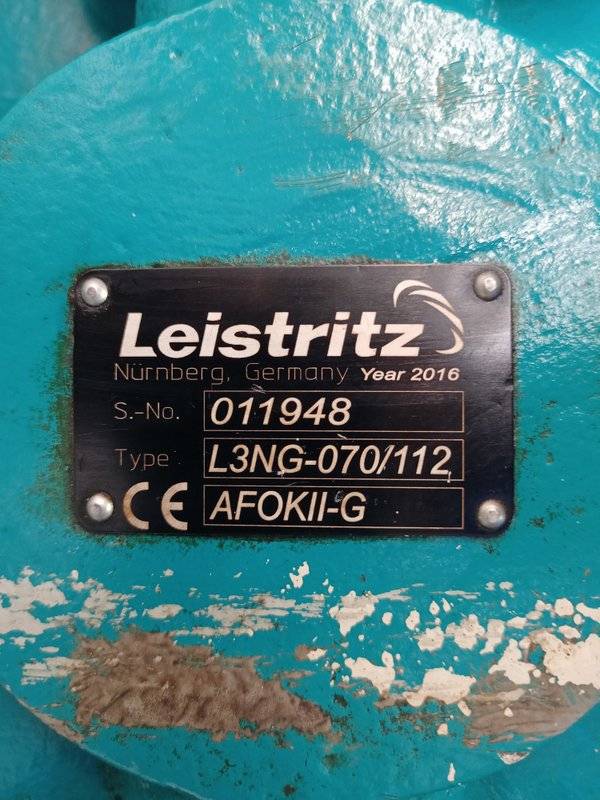 Leistritz
Nürnberg, Germany Year 2016
S.-No. 011948
Type L3NG-070/112
CE AFOKII-G